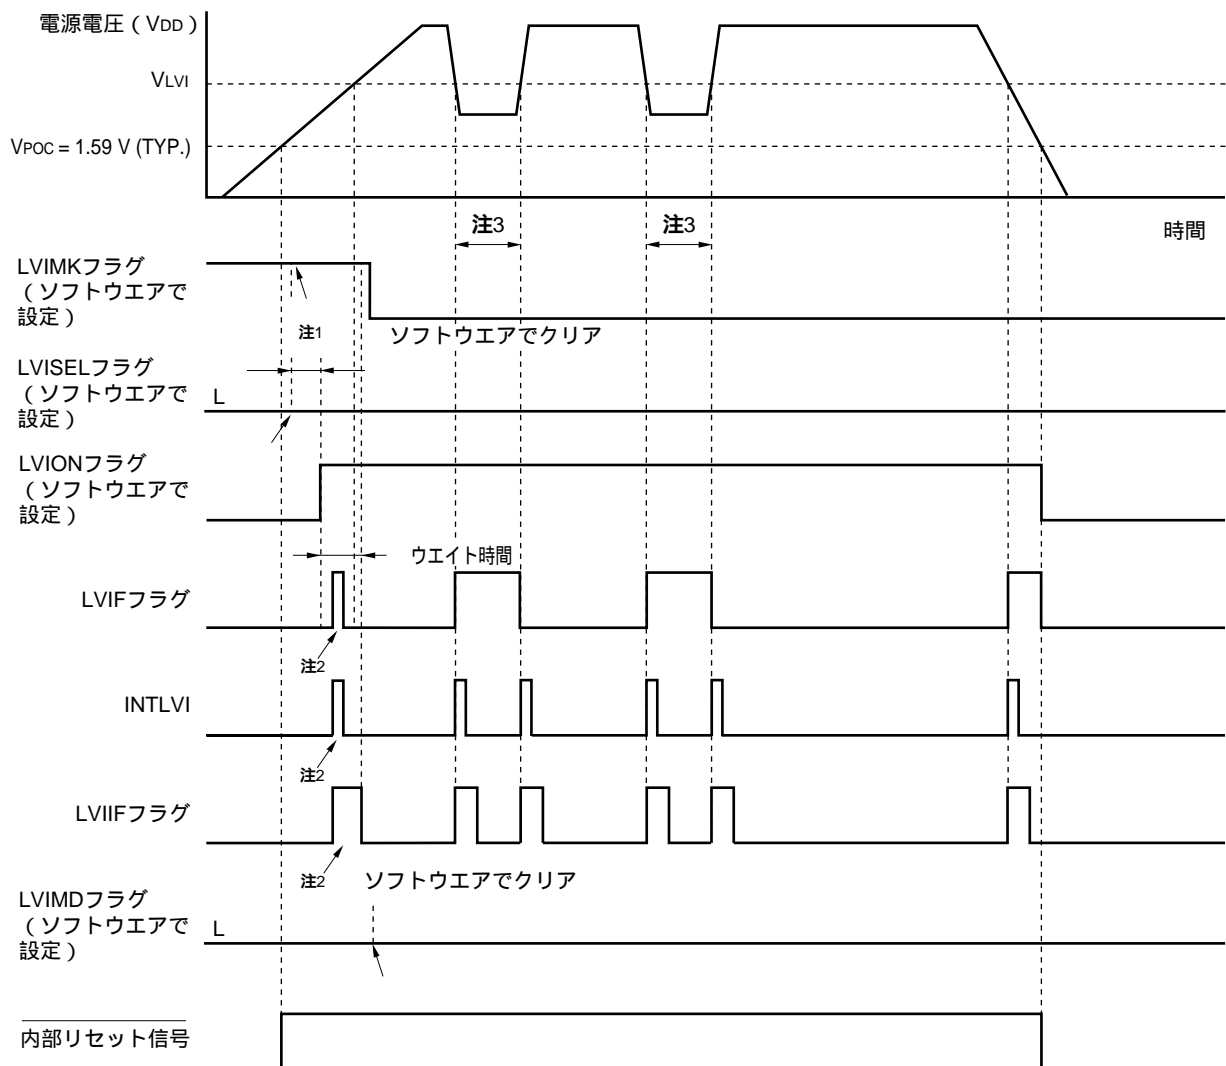 電源電圧（VDD）
VLVI
VPOC = 1.59 V (TYP.)
注3
注3
時間
LVIMKフラグ
（ソフトウエアで
設定）
注1
ソフトウエアでクリア
LVISELフラグ
（ソフトウエアで
設定）
L
LVIONフラグ
（ソフトウエアで
設定）
ウエイト時間
LVIFフラグ
注2
INTLVI
注2
LVIIFフラグ
注2
ソフトウエアでクリア
LVIMDフラグ
（ソフトウエアで
設定）
L
内部リセット信号